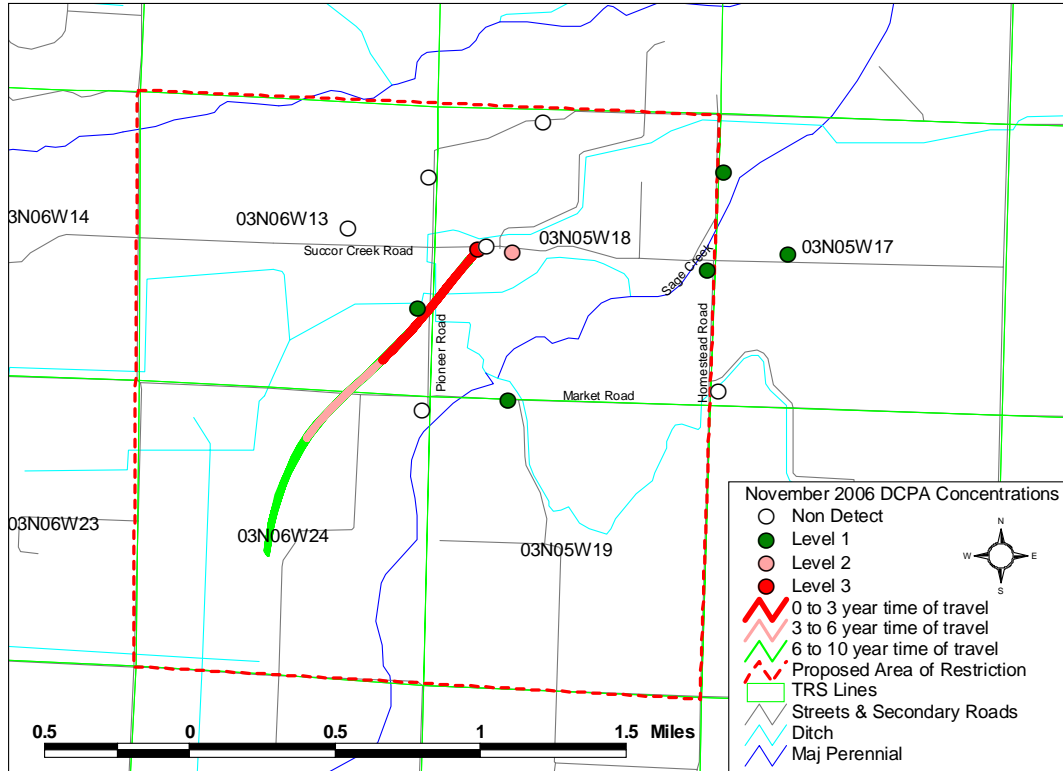 3N06W14
03N06W13
Succor Creek Road
03N05W18
Sage Creek
03N05W17
Pioneer Road
Homestead Road
Market Road
03N06W23
03N06W24
03N05W19
November 2006 DCPA Concentrations
Non Detect
Level 1
Level 2
Level 3
N
W E
S
0 to 3 year time of travel
3 to 6 year time of travel
6 to 10 year time of travel
Proposed Area of Restriction
TRS Lines
Streets & Secondary Roads
Ditch
Maj Perennial
0.5 0 0.5 1 1.5 Miles